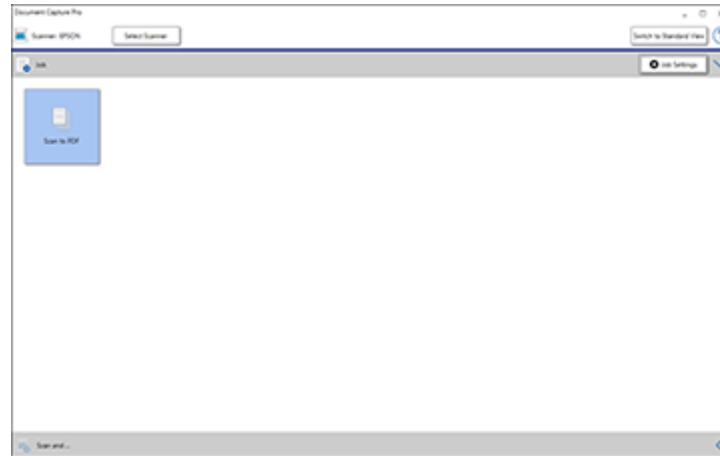 Document Capture Pro
Scanner: EPSON
Select Scanner
Switch to Standard View
Job
Job Settings
Scan to PDF
Scan and...